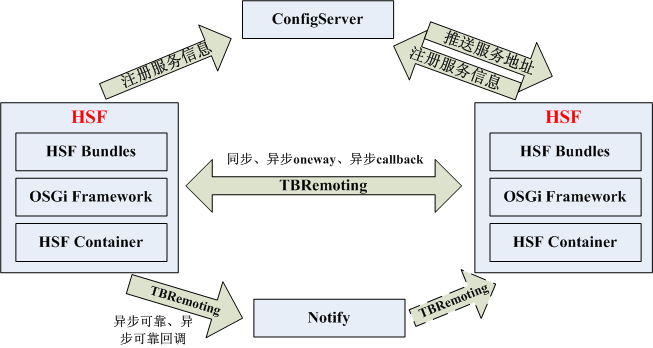 ConfigServer
注册服务信息
推送服务地址
注册服务信息
HSF
HSF Bundles
OSGi Framework
HSF Container
同步、异步oneway、异步callback
TBRemoting
HSF
HSF Bundles
OSGi Framework
HSF Container
TBRemoting
异步可靠、异
步可靠回调
Notify
TBRemoting